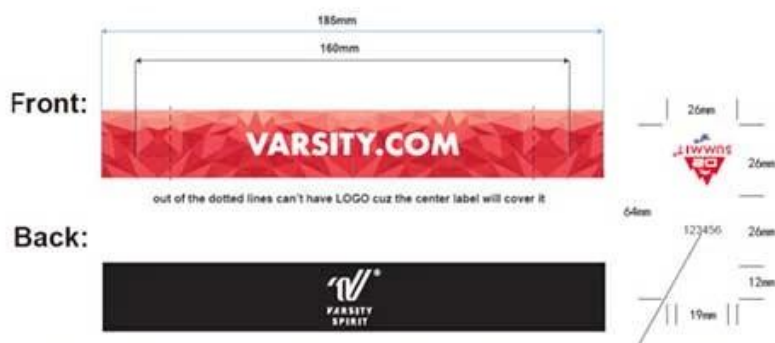 185mm
160mm
Front:
VARSITY.COM
out of the dotted lines can't have LOGO cuz the center label will cover it
Back:
VARSITY
SPIRIT
26mm
SUMMIT
26mm
64mm
123456
26mm
12mm
19mm